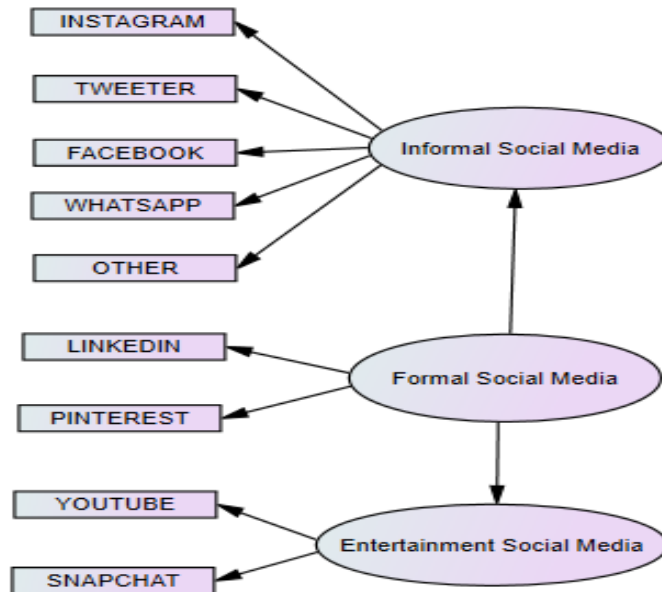 INSTAGRAM
TWEETER
FACEBOOK
WHATSAPP
OTHER
Informal Social Media
LINKEDIN
PINTEREST
Formal Social Media
YOUTUBE
SNAPCHAT
Entertainment Social Media